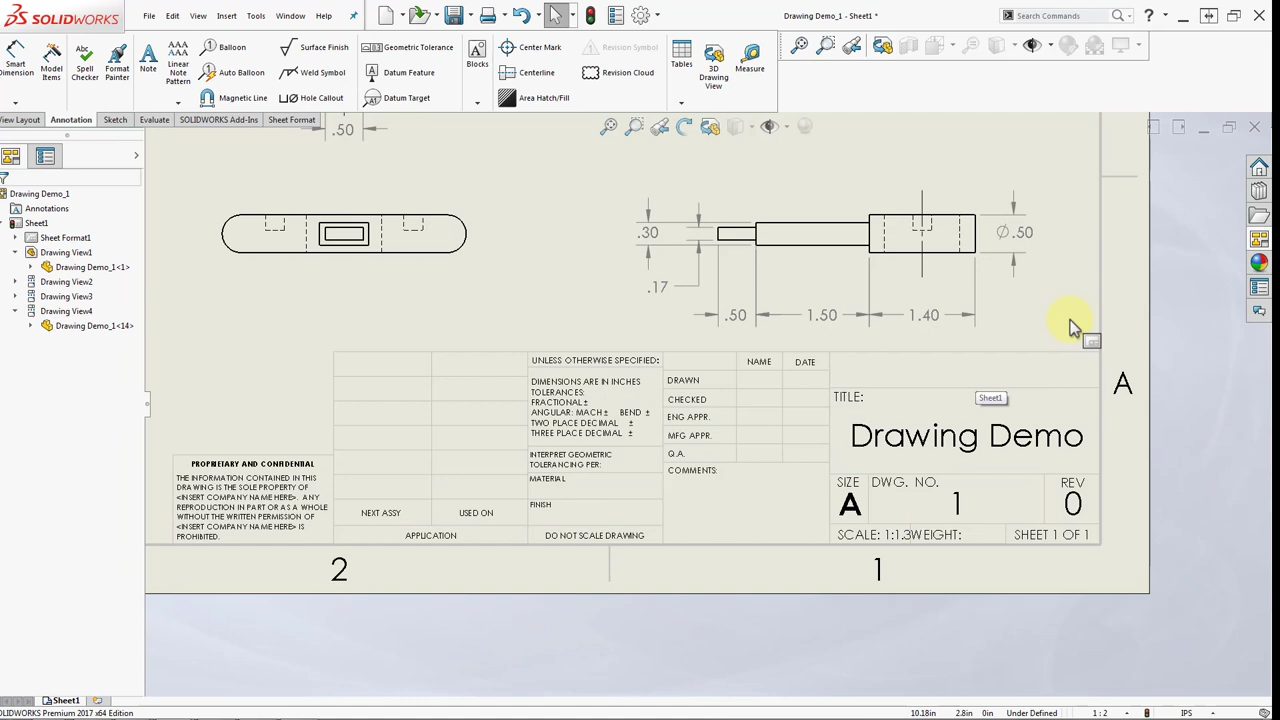 SOLIDWORKS
File Edit View Insert Tools Window Help
Drawing Demo_1 - Sheet1 *
Search Commands
Smart Dimension
Model Items
Spell Checker
Format Painter
Note
Linear Note Pattern
Balloon
Auto Balloon
Magnetic Line
Surface Finish
Weld Symbol
Hole Callout
Geometric Tolerance
Datum Feature
Datum Target
Blocks
Center Mark
Centerline
Area Hatch/Fill
Revision Symbol
Revision Cloud
Tables
3D Drawing View
Measure
View Layout Annotation Sketch Evaluate SOLIDWORKS Add-Ins Sheet Format
Drawing Demo_1
Annotations
Sheet1
Sheet Format1
Drawing View1
Drawing Demo_1<1>
Drawing View2
Drawing View3
Drawing View4
Drawing Demo_1<14>
.50
.30
.17
.50 1.50 1.40
Ø.50
A
UNLESS OTHERWISE SPECIFIED:
DIMENSIONS ARE IN INCHES
TOLERANCES:
FRACTIONAL ±
ANGULAR: MACH ± BEND ±
TWO PLACE DECIMAL ±
THREE PLACE DECIMAL ±
INTERPRET GEOMETRIC
TOLERANCING PER:
MATERIAL
FINISH
DO NOT SCALE DRAWING
NAME DATE
DRAWN
CHECKED
ENG APPR.
MFG APPR.
Q.A.
COMMENTS:
TITLE:
Sheet1
Drawing Demo
SIZE DWG. NO. REV
A 1 0
SCALE: 1:1.3 WEIGHT: SHEET 1 OF 1
PROPRIETARY AND CONFIDENTIAL
THE INFORMATION CONTAINED IN THIS
DRAWING IS THE SOLE PROPERTY OF
<INSERT COMPANY NAME HERE>. ANY
REPRODUCTION IN PART OR AS A WHOLE
WITHOUT THE WRITTEN PERMISSION OF
<INSERT COMPANY NAME HERE> IS
PROHIBITED.
NEXT ASSY USED ON
APPLICATION
2 1
Sheet1
SOLIDWORKS Premium 2017 x64 Edition
10.18in 2.8in 0in Under Defined 1 : 2 IPS